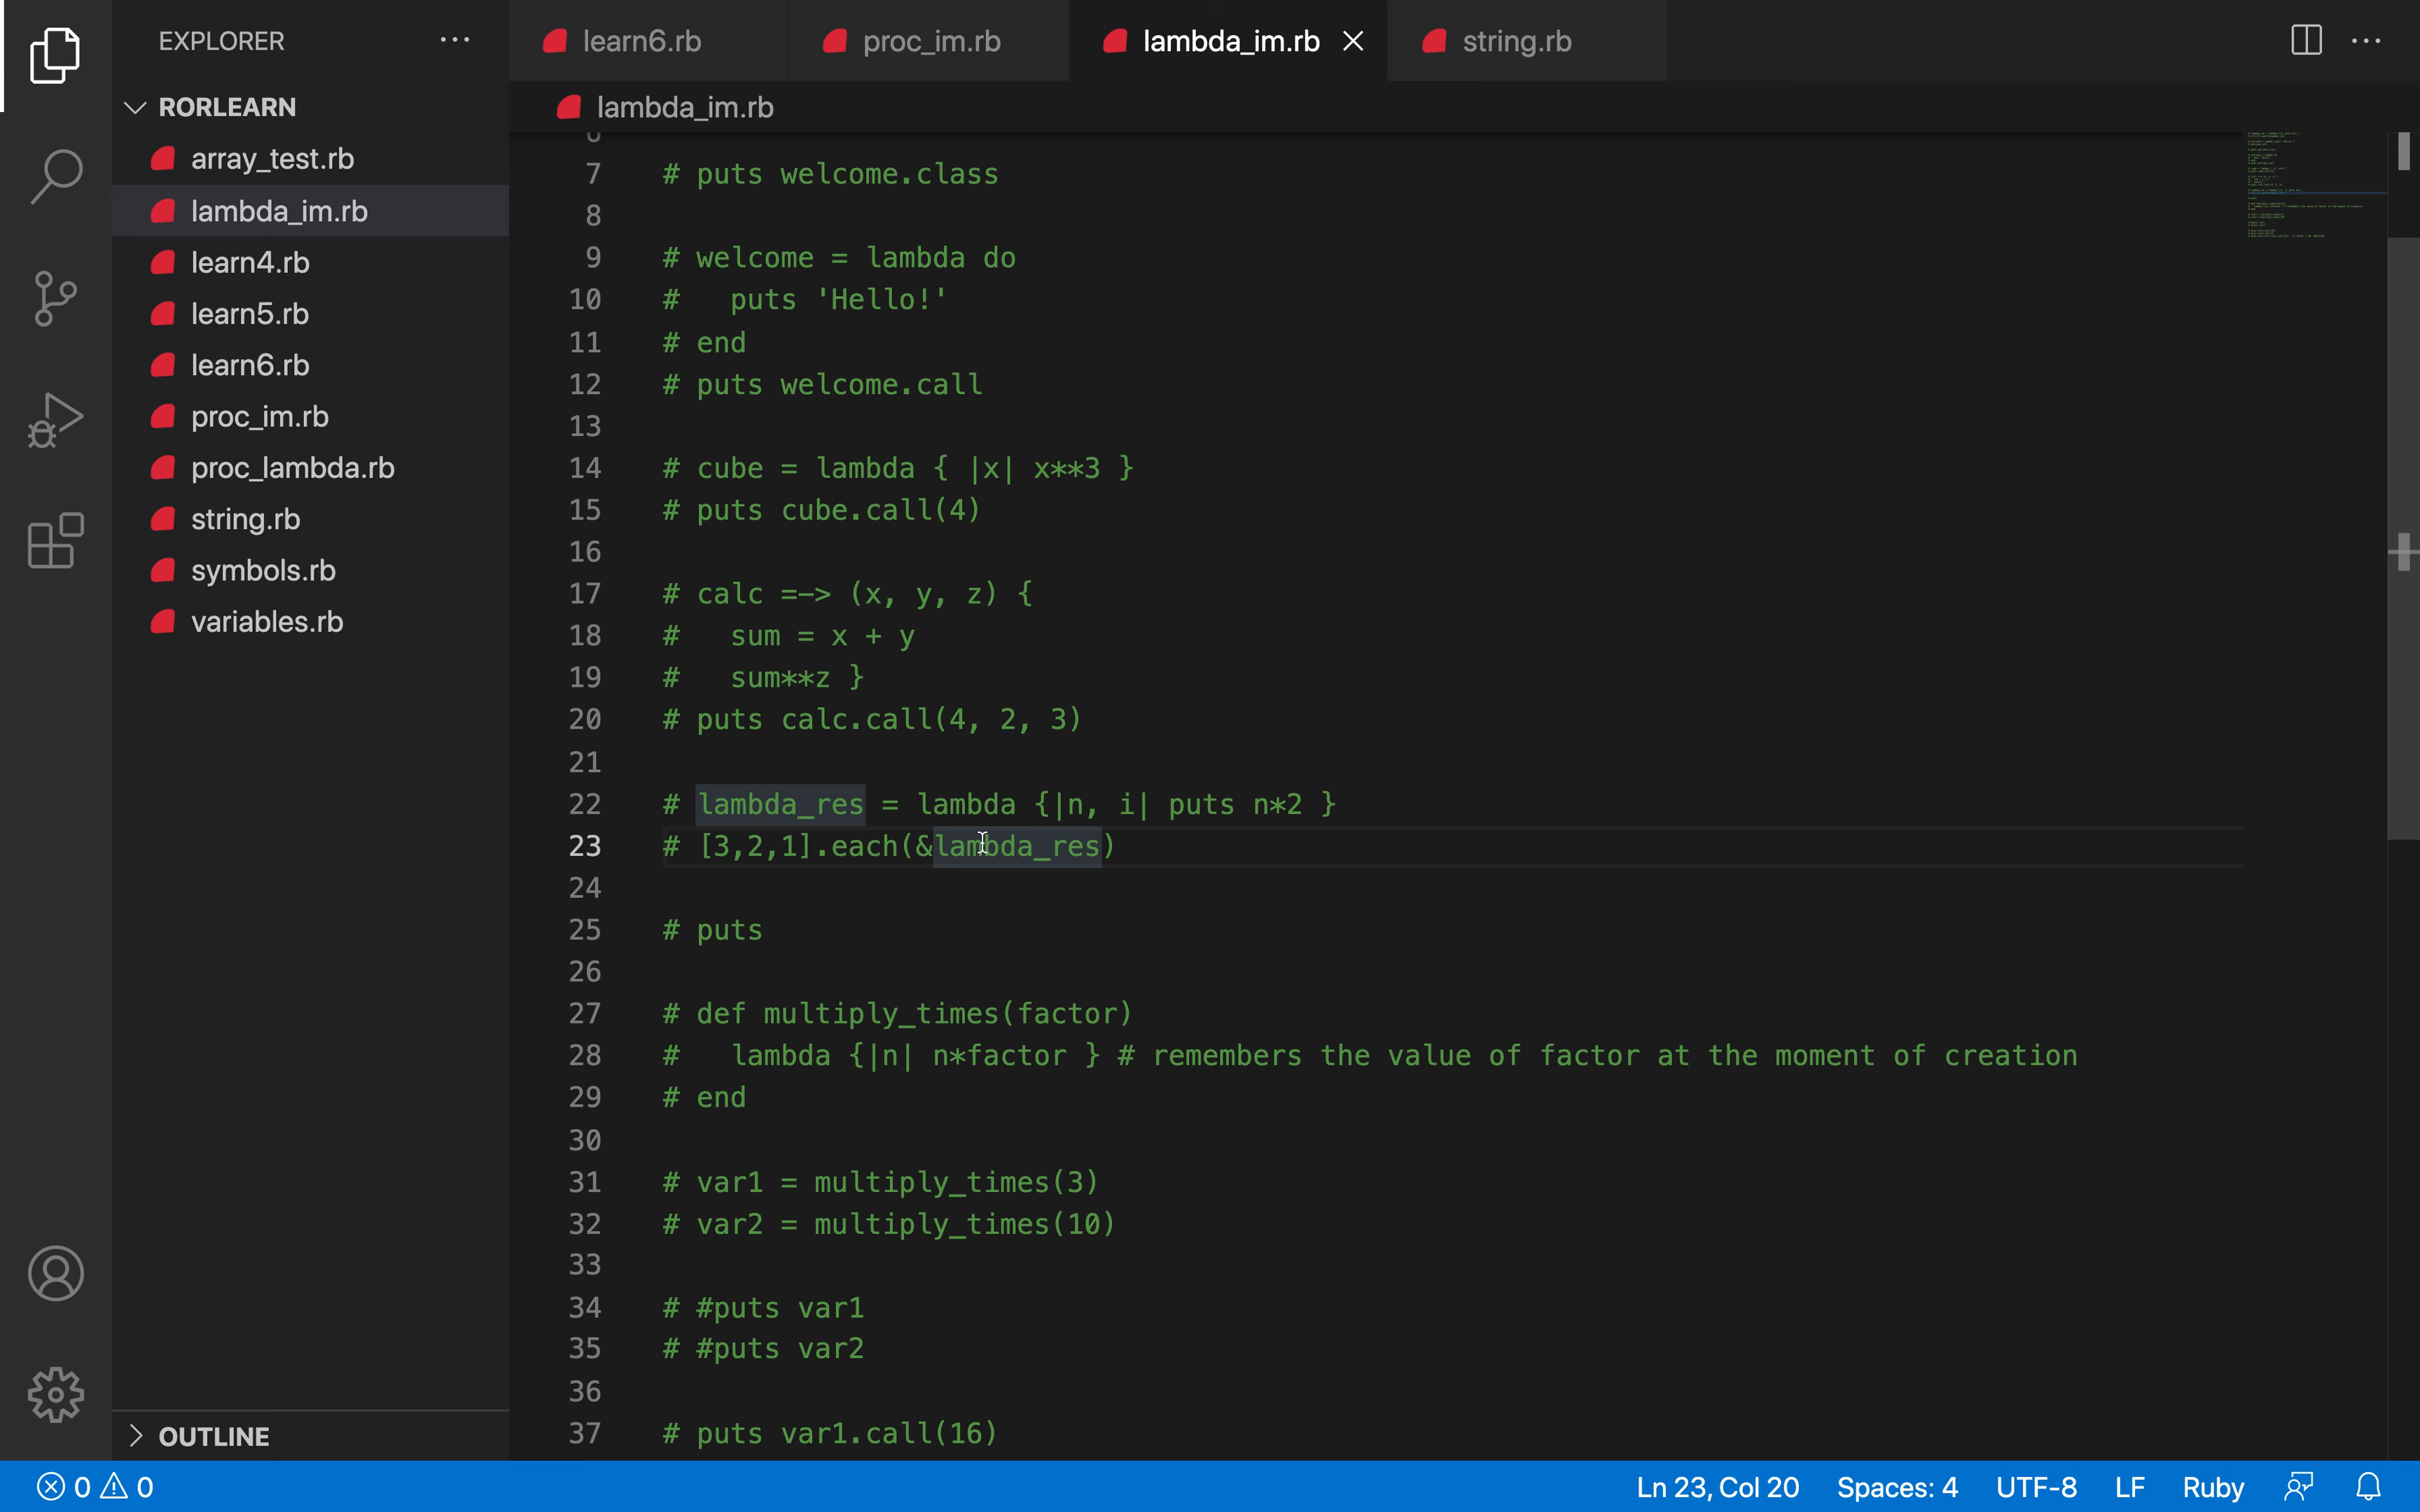 EXPLORER
RORLEARN
array_test.rb
lambda_im.rb
learn4.rb
learn5.rb
learn6.rb
proc_im.rb
proc_lambda.rb
string.rb
symbols.rb
variables.rb
OUTLINE
learn6.rb
proc_im.rb
lambda_im.rb
string.rb
lambda_im.rb
7 # puts welcome.class
8
9 # welcome = lambda do
10 #   puts 'Hello!'
11 # end
12 # puts welcome.call
13
14 # cube = lambda { |x| x**3 }
15 # puts cube.call(4)
16
17 # calc =-> (x, y, z) {
18 #   sum = x + y
19 #   sum**z }
20 # puts calc.call(4, 2, 3)
21
22 # lambda_res = lambda {|n, i| puts n*2 }
23 # [3,2,1].each(&lambda_res)
24
25 # puts
26
27 # def multiply_times(factor)
28 #   lambda {|n| n*factor } # remembers the value of factor at the moment of creation
29 # end
30
31 # var1 = multiply_times(3)
32 # var2 = multiply_times(10)
33
34 # #puts var1
35 # #puts var2
36
37 # puts var1.call(16)
0 0
Ln 23, Col 20 Spaces: 4 UTF-8 LF Ruby